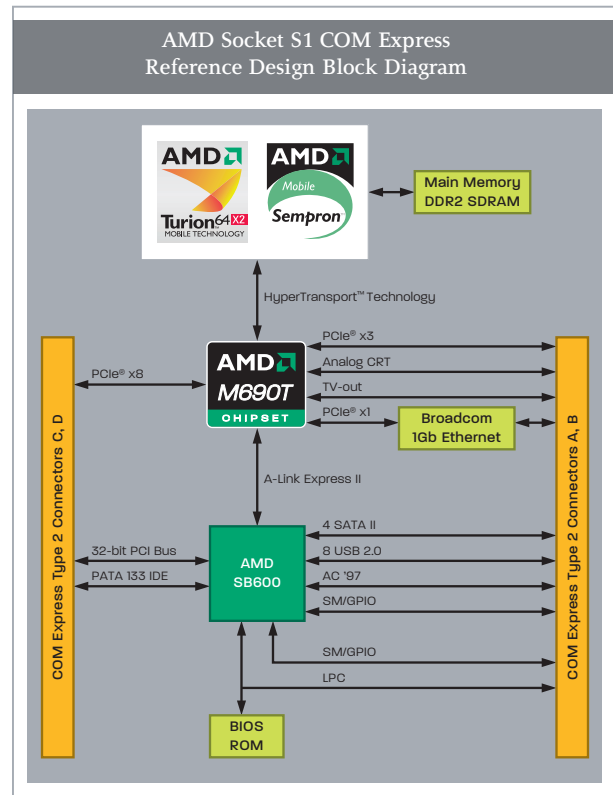 AMD Socket S1 COM Express
Reference Design Block Diagram
AMD
Turion 64 X2
MOBILE TECHNOLOGY
AMD
Mobile
Sempron™
Main Memory
DDR2 SDRAM
HyperTransport™ Technology
COM Express Type 2 Connectors C, D
PCIe® x8
AMD
M690T
CHIPSET
PCIe® x3
Analog CRT
TV-out
PCIe® x1
Broadcom
1Gb Ethernet
COM Express Type 2 Connectors A, B
A-Link Express II
32-bit PCI Bus
PATA 133 IDE
AMD
SB600
4 SATA II
8 USB 2.0
AC '97
SM/GPIO
SM/GPIO
LPC
BIOS
ROM